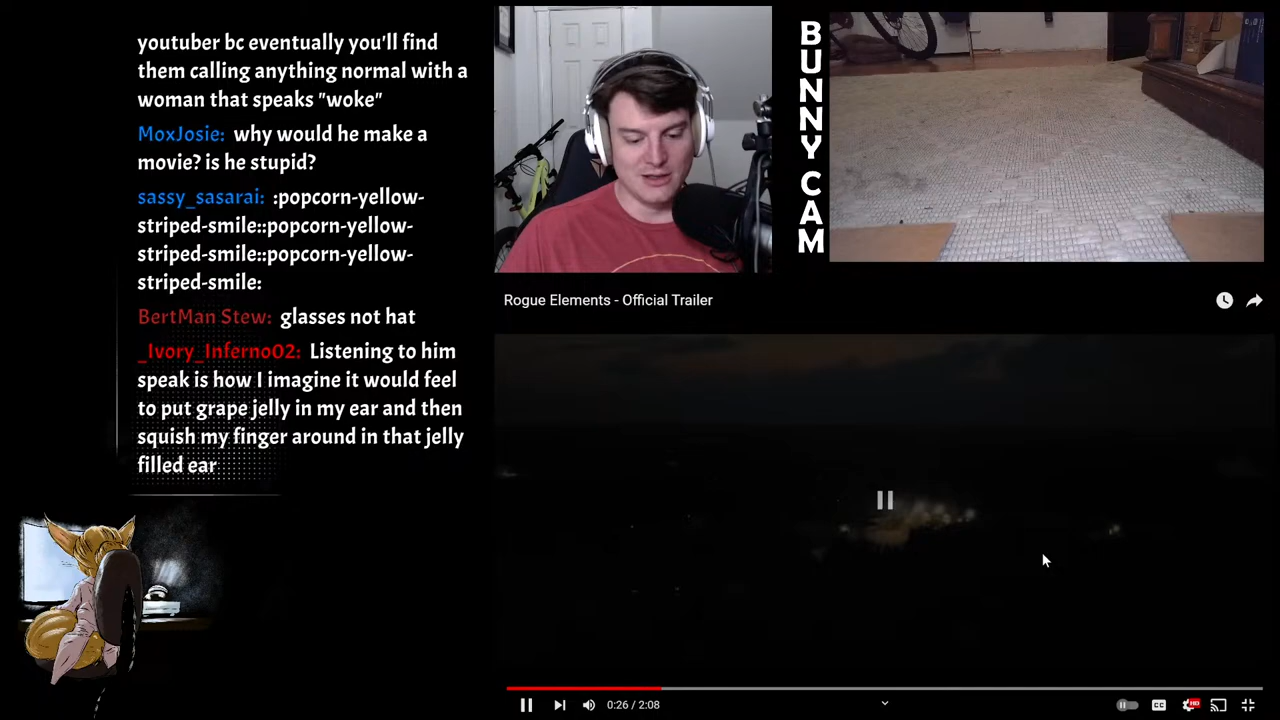 youtuber bc eventually you'll find
them calling anything normal with a
woman that speaks "woke"
MoxJosie: why would he make a
movie? is he stupid?
sassy_sasarai: :popcorn-yellow-
striped-smile::popcorn-yellow-
striped-smile::popcorn-yellow-
striped-smile:
BertMan Stew: glasses not hat
_Ivory_Inferno02: Listening to him
speak is how I imagine it would feel
to put grape jelly in my ear and then
squish my finger around in that jelly
filled ear
BUNNY CAM
Rogue Elements - Official Trailer
0:26 / 2:08
CC
HD